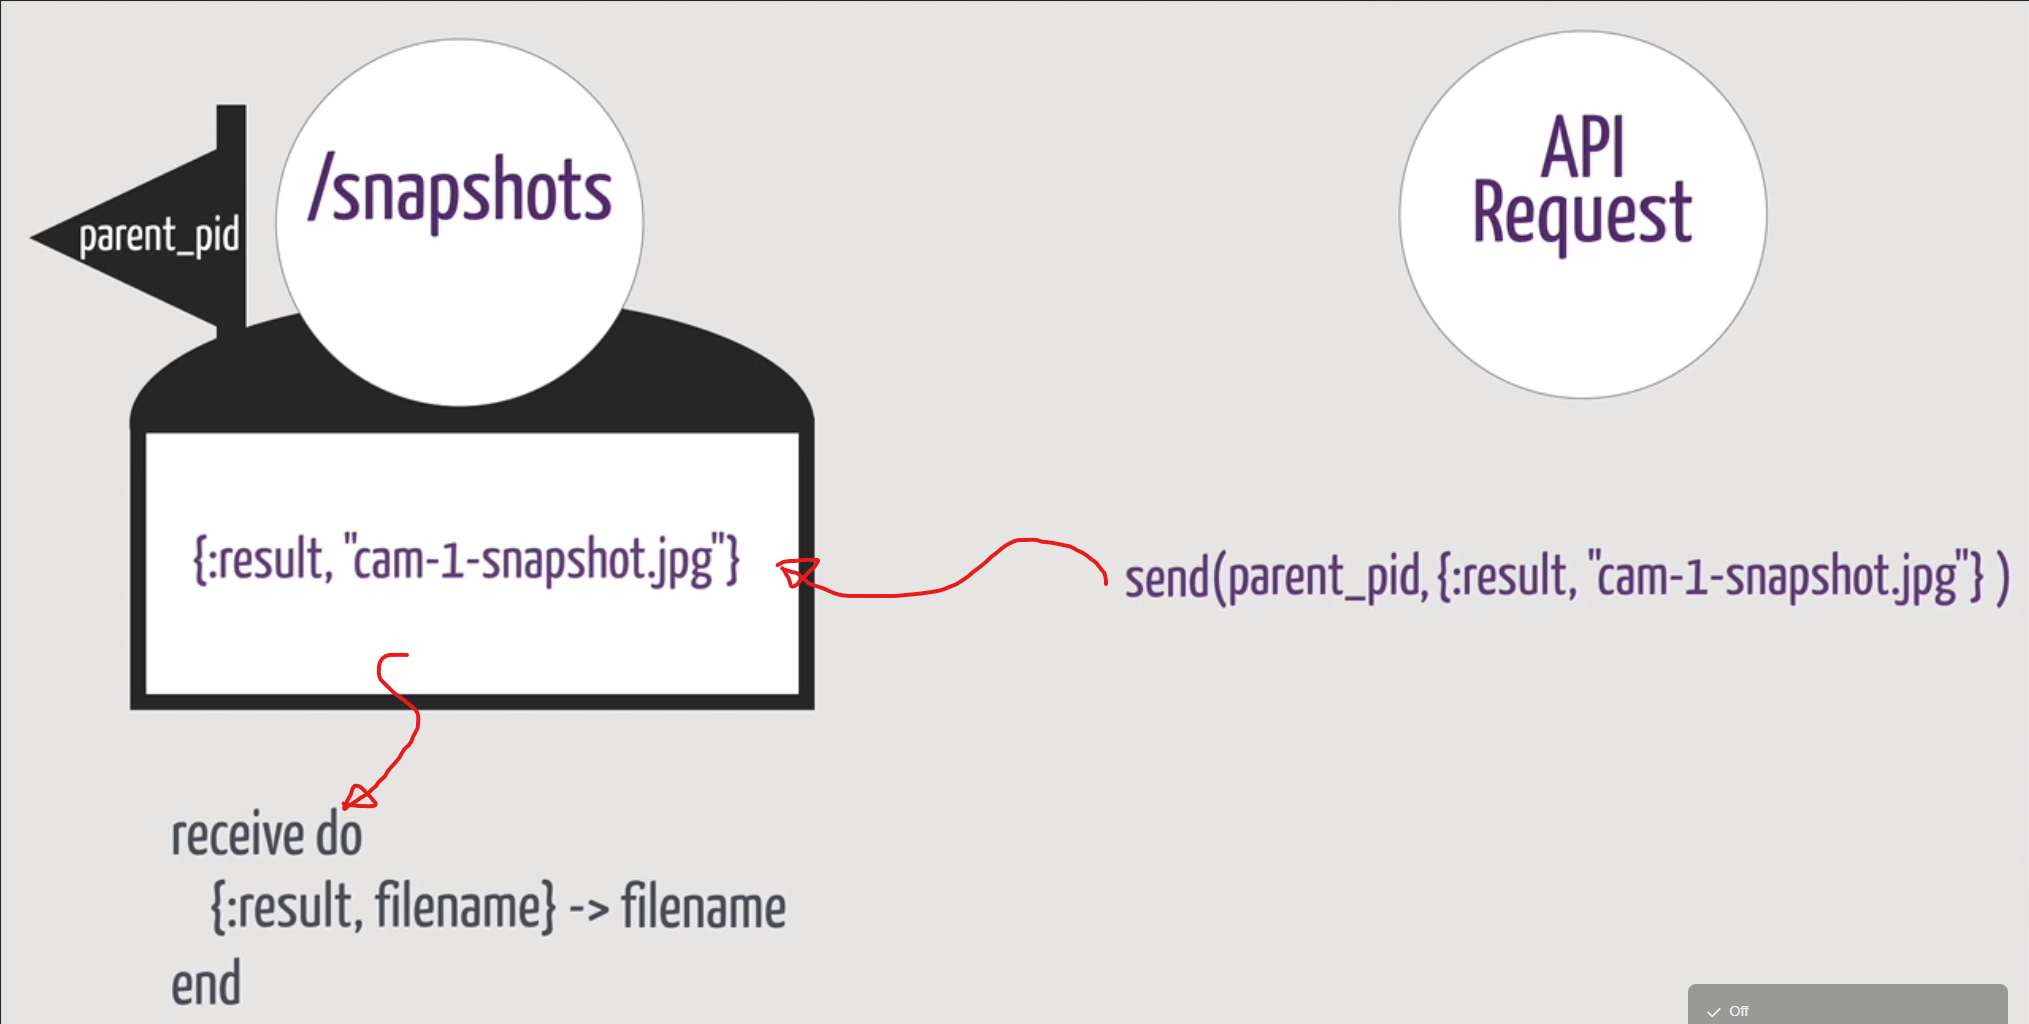 /snapshots
API
Request
parent_pid
{:result, "cam-1-snapshot.jpg"}
send(parent_pid, {:result, "cam-1-snapshot.jpg"} )
receive do
{:result, filename} -> filename
end
Off